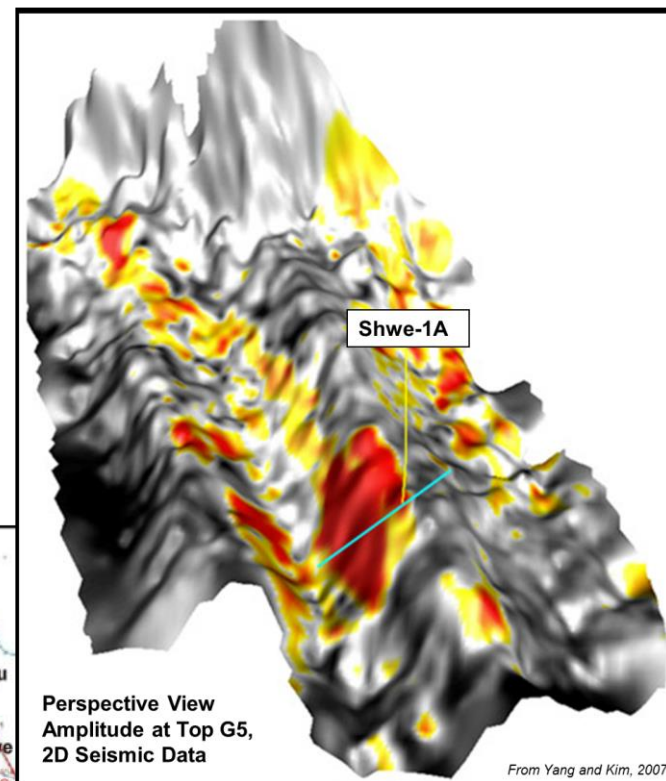 Shwe-1A
Perspective View
Amplitude at Top G5,
2D Seismic Data
From Yang and Kim, 2007